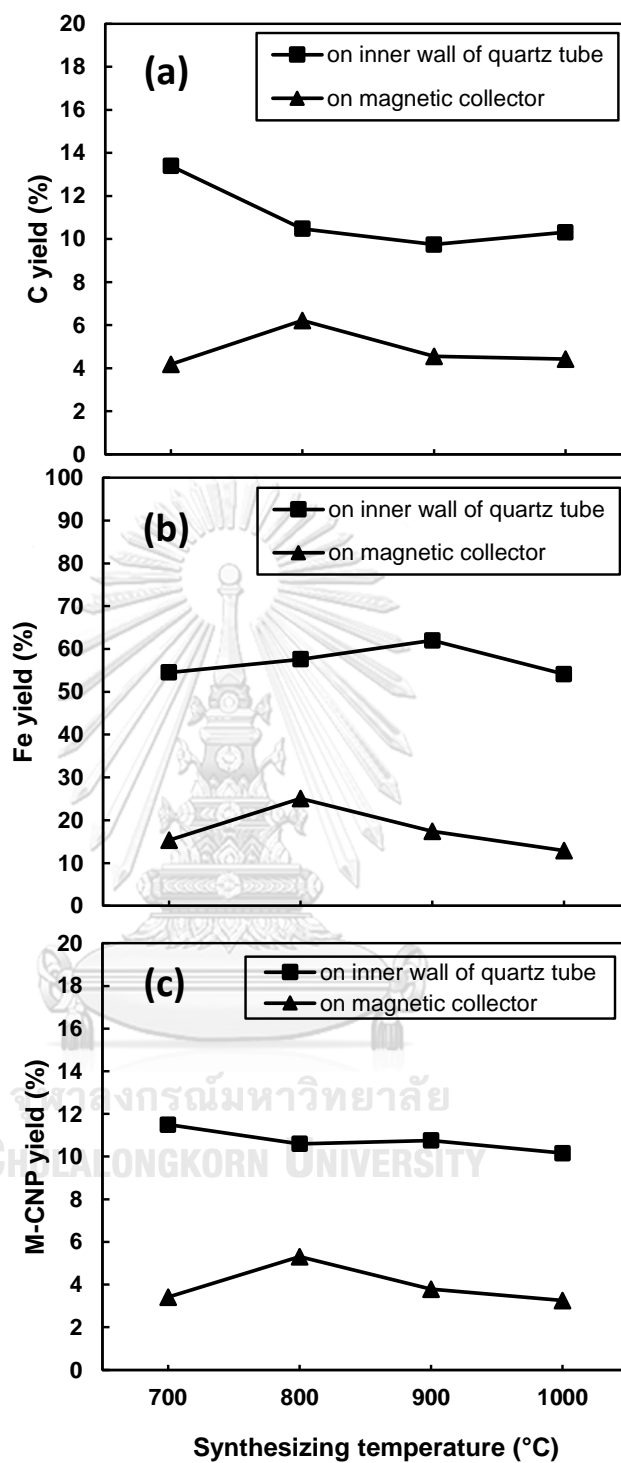 20
18
16
14
12
10
8
6
4
2
0
C yield (%)
(a)
on inner wall of quartz tube
on magnetic collector
100
90
80
70
60
50
40
30
20
10
0
Fe yield (%)
(b)
on inner wall of quartz tube
on magnetic collector
20
18
16
14
12
10
8
6
4
2
0
M-CNP yield (%)
(c)
on inner wall of quartz tube
on magnetic collector
จุฬาลงกรณ์มหาวิทยาลัย
CHULALONGKORN UNIVERSITY
700 800 900 1000
Synthesizing temperature (°C)